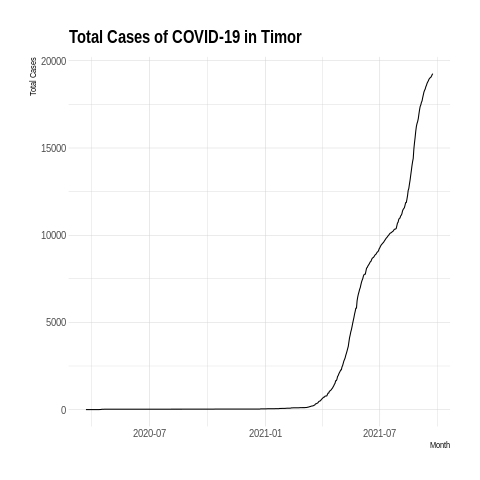 Total Cases of COVID-19 in Timor
Total Cases
20000
15000
10000
5000
0
2020-07 2021-01 2021-07
Month